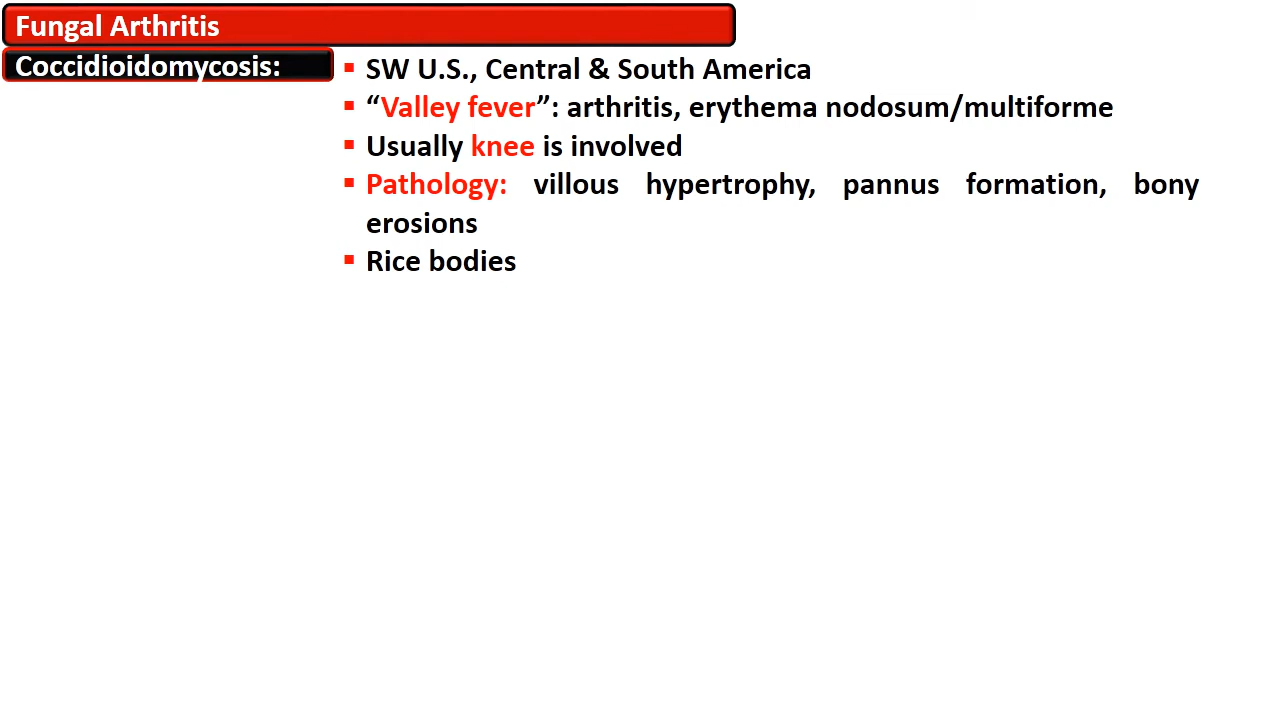 Fungal Arthritis
Coccidioidomycosis:
▪ SW U.S., Central & South America
▪ “Valley fever”: arthritis, erythema nodosum/multiforme
▪ Usually knee is involved
▪ Pathology: villous hypertrophy, pannus formation, bony
erosions
▪ Rice bodies